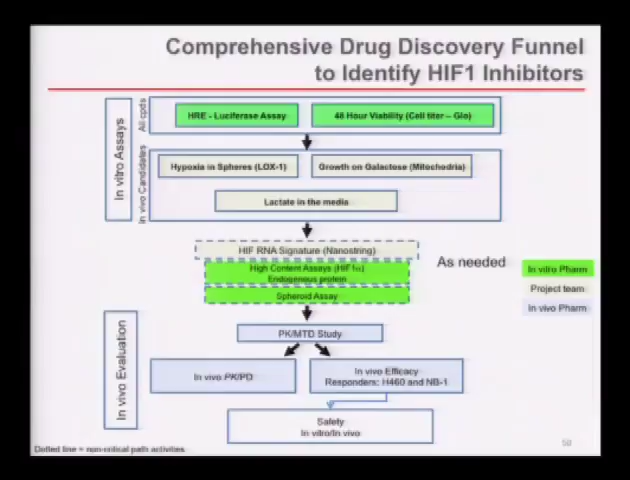 Comprehensive Drug Discovery Funnel
to Identify HIF1 Inhibitors
In vitro Assays
All cpds
HRE - Luciferase Assay
48 Hour Viability (Cell titer – Glo)
In vivo Candidates
Hypoxia in Spheres (LOX-1)
Growth on Galactose (Mitochodria)
Lactate in the media
HIF RNA Signature (Nanostring)
High Content Assays (HIF1α)
Endogenous protein
Spheroid Assay
As needed
In vitro Pharm
Project team
In vivo Pharm
In vivo Evaluation
PK/MTD Study
In vivo PK/PD
In vivo Efficacy
Responders: H460 and NB-1
Safety
In vitro/In vivo
Dotted line = non-critical path activities
50